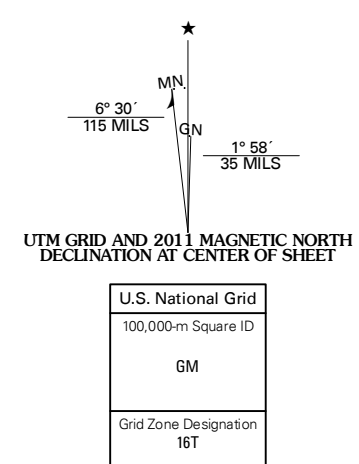 ★
MN.
6° 30´
115 MILS
GN
1° 58´
35 MILS
UTM GRID AND 2011 MAGNETIC NORTH
DECLINATION AT CENTER OF SHEET
U.S. National Grid
100,000-m Square ID
GM
Grid Zone Designation
16T